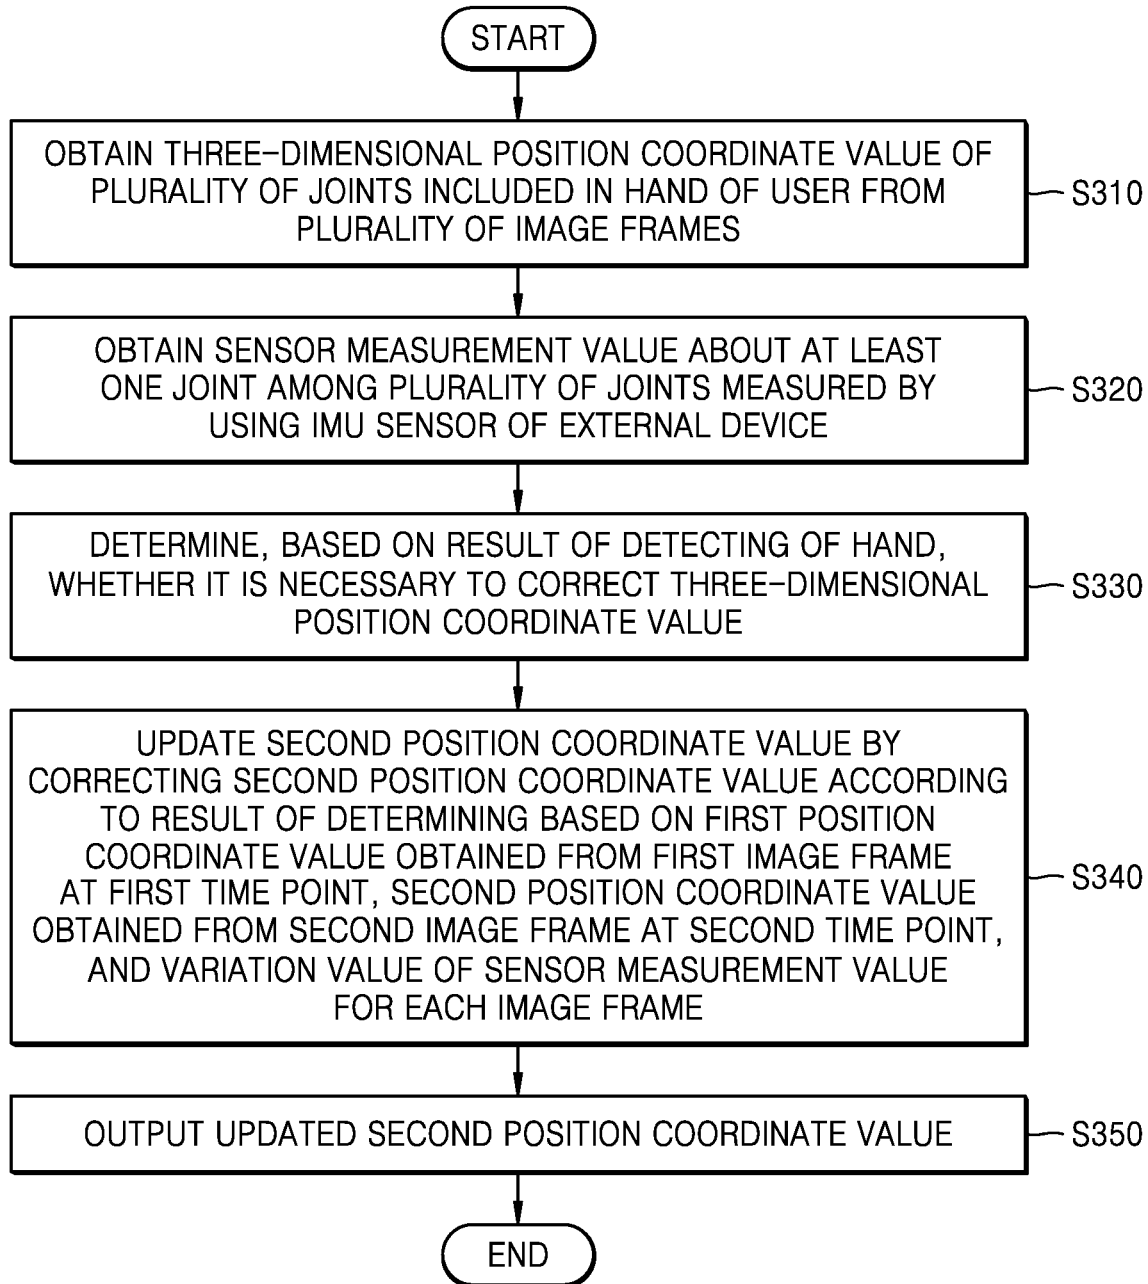 START
OBTAIN THREE-DIMENSIONAL POSITION COORDINATE VALUE OF
PLURALITY OF JOINTS INCLUDED IN HAND OF USER FROM
PLURALITY OF IMAGE FRAMES
S310
OBTAIN SENSOR MEASUREMENT VALUE ABOUT AT LEAST
ONE JOINT AMONG PLURALITY OF JOINTS MEASURED BY
USING IMU SENSOR OF EXTERNAL DEVICE
S320
DETERMINE, BASED ON RESULT OF DETECTING OF HAND,
WHETHER IT IS NECESSARY TO CORRECT THREE-DIMENSIONAL
POSITION COORDINATE VALUE
S330
UPDATE SECOND POSITION COORDINATE VALUE BY
CORRECTING SECOND POSITION COORDINATE VALUE ACCORDING
TO RESULT OF DETERMINING BASED ON FIRST POSITION
COORDINATE VALUE OBTAINED FROM FIRST IMAGE FRAME
AT FIRST TIME POINT, SECOND POSITION COORDINATE VALUE
OBTAINED FROM SECOND IMAGE FRAME AT SECOND TIME POINT,
AND VARIATION VALUE OF SENSOR MEASUREMENT VALUE
FOR EACH IMAGE FRAME
S340
OUTPUT UPDATED SECOND POSITION COORDINATE VALUE
S350
END